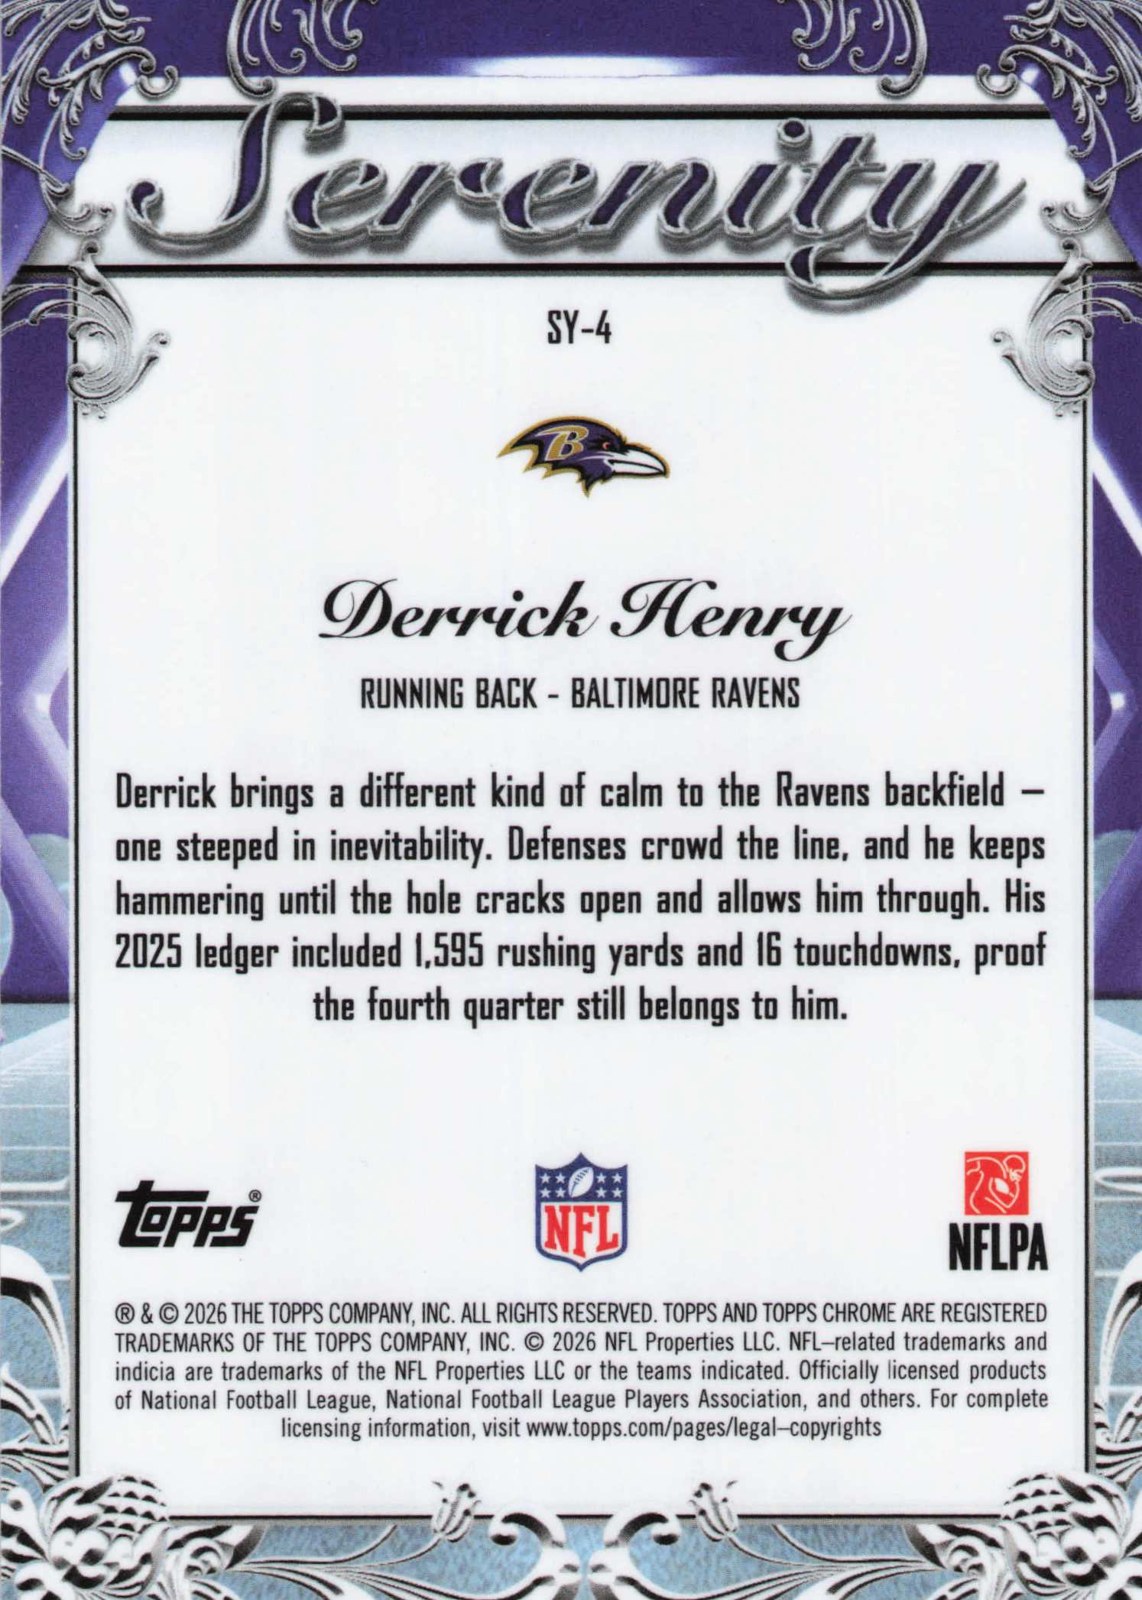 Serenity
SY-4
B
Derrick Henry
RUNNING BACK - BALTIMORE RAVENS
Derrick brings a different kind of calm to the Ravens backfield –
one steeped in inevitability. Defenses crowd the line, and he keeps
hammering until the hole cracks open and allows him through. His
2025 ledger included 1,595 rushing yards and 16 touchdowns, proof
the fourth quarter still belongs to him.
topps®
NFL
NFLPA
® & © 2026 THE TOPPS COMPANY, INC. ALL RIGHTS RESERVED. TOPPS AND TOPPS CHROME ARE REGISTERED
TRADEMARKS OF THE TOPPS COMPANY, INC. © 2026 NFL Properties LLC. NFL–related trademarks and
indicia are trademarks of the NFL Properties LLC or the teams indicated. Officially licensed products
of National Football League, National Football League Players Association, and others. For complete
licensing information, visit www.topps.com/pages/legal–copyrights